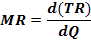 MR = d(TR)/dQ